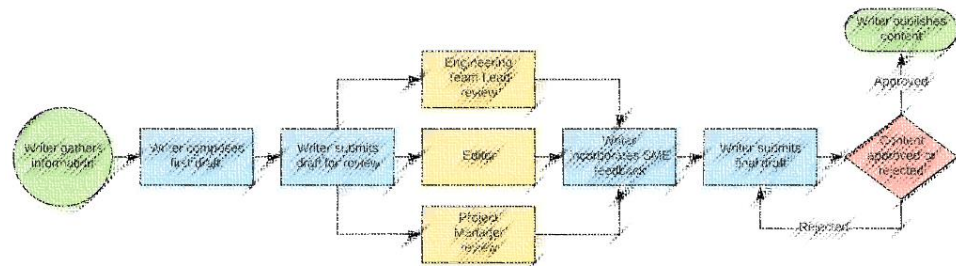 Writer publishes
content
Approved
Engineering
Team Lead
review
Writer gathers
information
Writer composes
first draft
Writer submits
draft for review
Editor
Writer
incorporates SME
feedback
Writer submits
final draft
Content
approved or
rejected
Rejected
Project
Manager
review